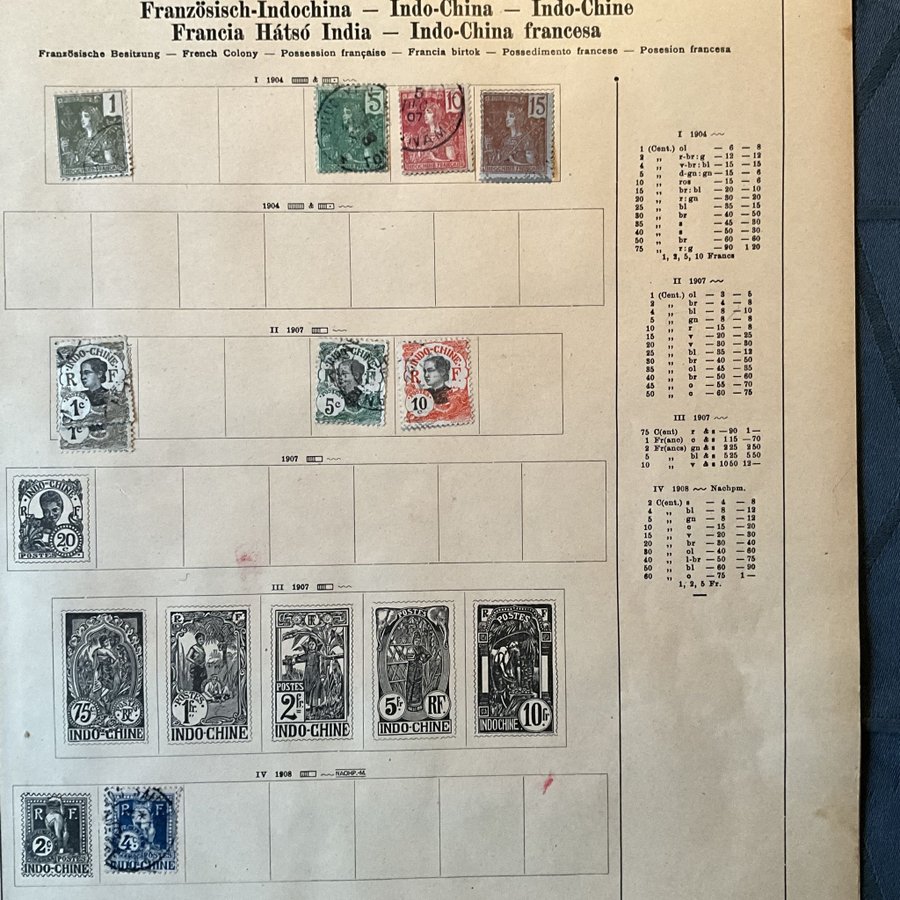 Französisch-Indochina — Indo-China — Indo-Chine
Francia Hátsó India — Indo-China francesa
Französische Besitzung — French Colony — Possession française — Francia birtok — Possedimento francese — Posesion francesa
I 1904 &
1
5
10
15
1904 &
II 1907
INDO-CHINE
R F
1c
1c
INDO-CHINE
R F
5c
INDO-CHINE
R F
10
1907
INDO-CHINE
R F
20 c
POSTES
III 1907
75c RF
INDO-CHINE
R F
POSTES
1fr.
INDO-CHINE
RF
POSTES
2fr.
INDO-CHINE
POSTES
5fr RF
INDO-CHINE
R F
POSTES
INDOCHINE 10fr
IV 1908 NACHP.-M.
R F
2c
INDO-CHINE
R F
4c POSTES
INDO-CHINE
I 1904
1 (Cent.) ol — 6 — 8
2 „ r-br:g — 12 — 12
4 „ v-br:bl — 15 — 15
5 „ d-gn:gn — 15 — 6
10 „ ros — 15 — 6
15 „ br:bl — 20 — 10
20 „ r:gn — 30 — 20
25 „ bl — 35 — 15
30 „ br — 40 — 50
35 „ s — 45 — 30
40 „ s — 50 — 30
50 „ br — 60 — 60
75 „ r:g — 90 1 20
1, 2, 5, 10 Francs
II 1907
1 (Cent.) ol — 3 — 5
2 „ br — 4 — 8
4 „ bl — 8 — 10
5 „ gn — 8 — 8
10 „ r — 15 — 8
15 „ v — 20 — 25
20 „ v — 30 — 30
25 „ bl — 35 — 12
30 „ br — 40 — 50
35 „ ol — 45 — 35
40 „ br — 50 — 60
45 „ o — 55 — 70
50 „ o — 60 — 75
III 1907
75 C(ent) r & s — 90 1 —
1 Fr(anc) o & s 1 15 — 70
2 Fr(ancs) gn & s 2 25 2 50
5 „ bl & s 5 25 5 50
10 „ v & s 10 50 12 —
IV 1908 Nachpm.
2 C(ent.) s — 4 — 8
4 „ bl — 8 — 12
5 „ gn — 8 — 12
10 „ o — 15 — 20
15 „ v — 20 — 30
20 „ br — 30 — 40
30 „ ol — 40 — 60
40 „ l-br — 50 — 75
50 „ bl — 60 — 90
60 „ o — 75 1 —
1, 2, 5 Fr.